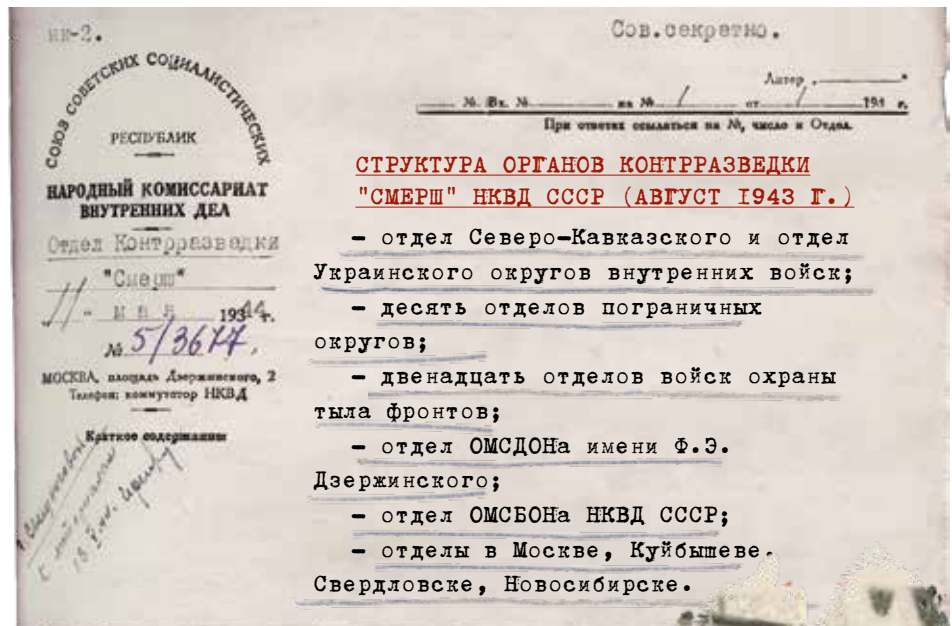 НК-2.
Сов.секретно.
СОЮЗ СОВЕТСКИХ СОЦИАЛИСТИЧЕСКИХ
РЕСПУБЛИК
НАРОДНЫЙ КОМИССАРИАТ
ВНУТРЕННИХ ДЕЛ
Отдел Контрразведки
"Смерш"
11 - мая 1944г.
№ 5/3677.
МОСКВА, площадь Дзержинского, 2
Телефон: коммутатор НКВД
Краткое содержание
Литер
№ Вх. № на № / от / 194 г.
При ответах ссылаться на №, число и Отдел.
СТРУКТУРА ОРГАНОВ КОНТРРАЗВЕДКИ
"СМЕРШ" НКВД СССР (АВГУСТ I943 Г.)
– отдел Северо–Кавказского и отдел
Украинского округов внутренних войск;
– десять отделов пограничных
округов;
– двенадцать отделов войск охраны
тыла фронтов;
– отдел ОМСДОНа имени Ф.Э.
Дзержинского;
– отдел ОМСБОНа НКВД СССР;
– отделы в Москве, Куйбышеве.
Свердловске, Новосибирске.